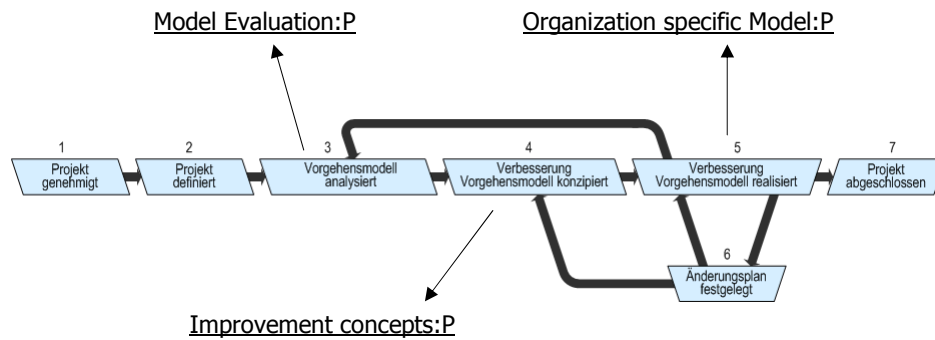 Model Evaluation:P
Organization specific Model:P
1
Projekt
genehmigt
2
Projekt
definiert
3
Vorgehensmodell
analysiert
4
Verbesserung
Vorgehensmodell konzipiert
5
Verbesserung
Vorgehensmodell realisiert
7
Projekt
abgeschlossen
6
Änderungsplan
festgelegt
Improvement concepts:P